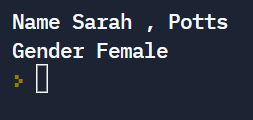 Name Sarah , Potts
Gender Female
>